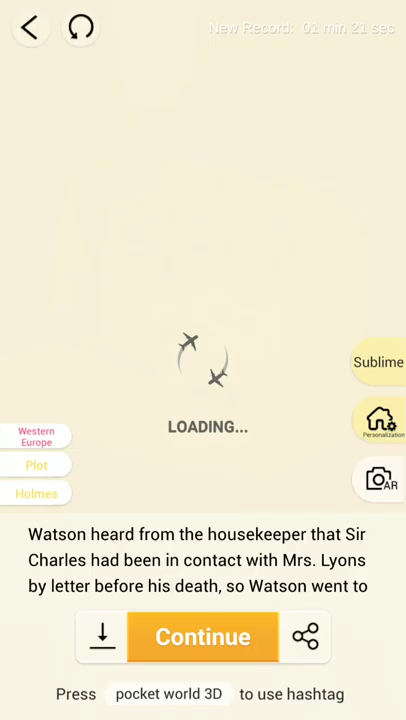 New Record: 01 min 21 sec
LOADING...
Sublime
Personalization
AR
Western
Europe
Plot
Holmes
Watson heard from the housekeeper that Sir
Charles had been in contact with Mrs. Lyons
by letter before his death, so Watson went to
Continue
Press pocket world 3D to use hashtag